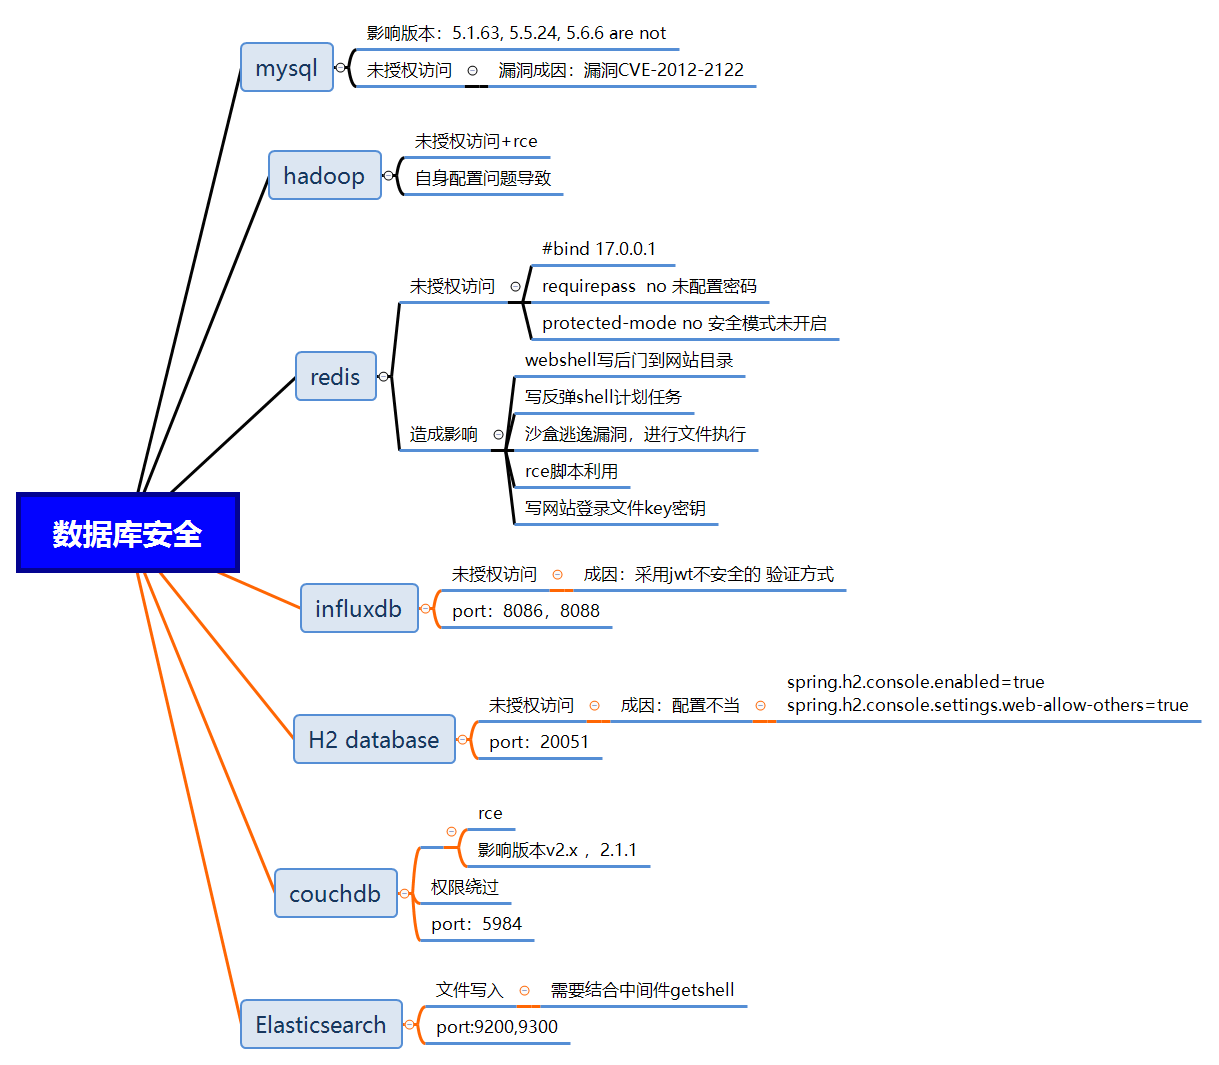 数据库安全
mysql
影响版本：5.1.63, 5.5.24, 5.6.6 are not
未授权访问
漏洞成因：漏洞CVE-2012-2122
hadoop
未授权访问+rce
自身配置问题导致
redis
未授权访问
#bind 17.0.0.1
requirepass  no 未配置密码
protected-mode no 安全模式未开启
造成影响
webshell写后门到网站目录
写反弹shell计划任务
沙盒逃逸漏洞，进行文件执行
rce脚本利用
写网站登录文件key密钥
influxdb
未授权访问
成因：采用jwt不安全的 验证方式
port：8086，8088
H2 database
未授权访问
成因：配置不当
spring.h2.console.enabled=true
spring.h2.console.settings.web-allow-others=true
port：20051
couchdb
rce
影响版本v2.x ，2.1.1
权限绕过
port：5984
Elasticsearch
文件写入
需要结合中间件getshell
port:9200,9300